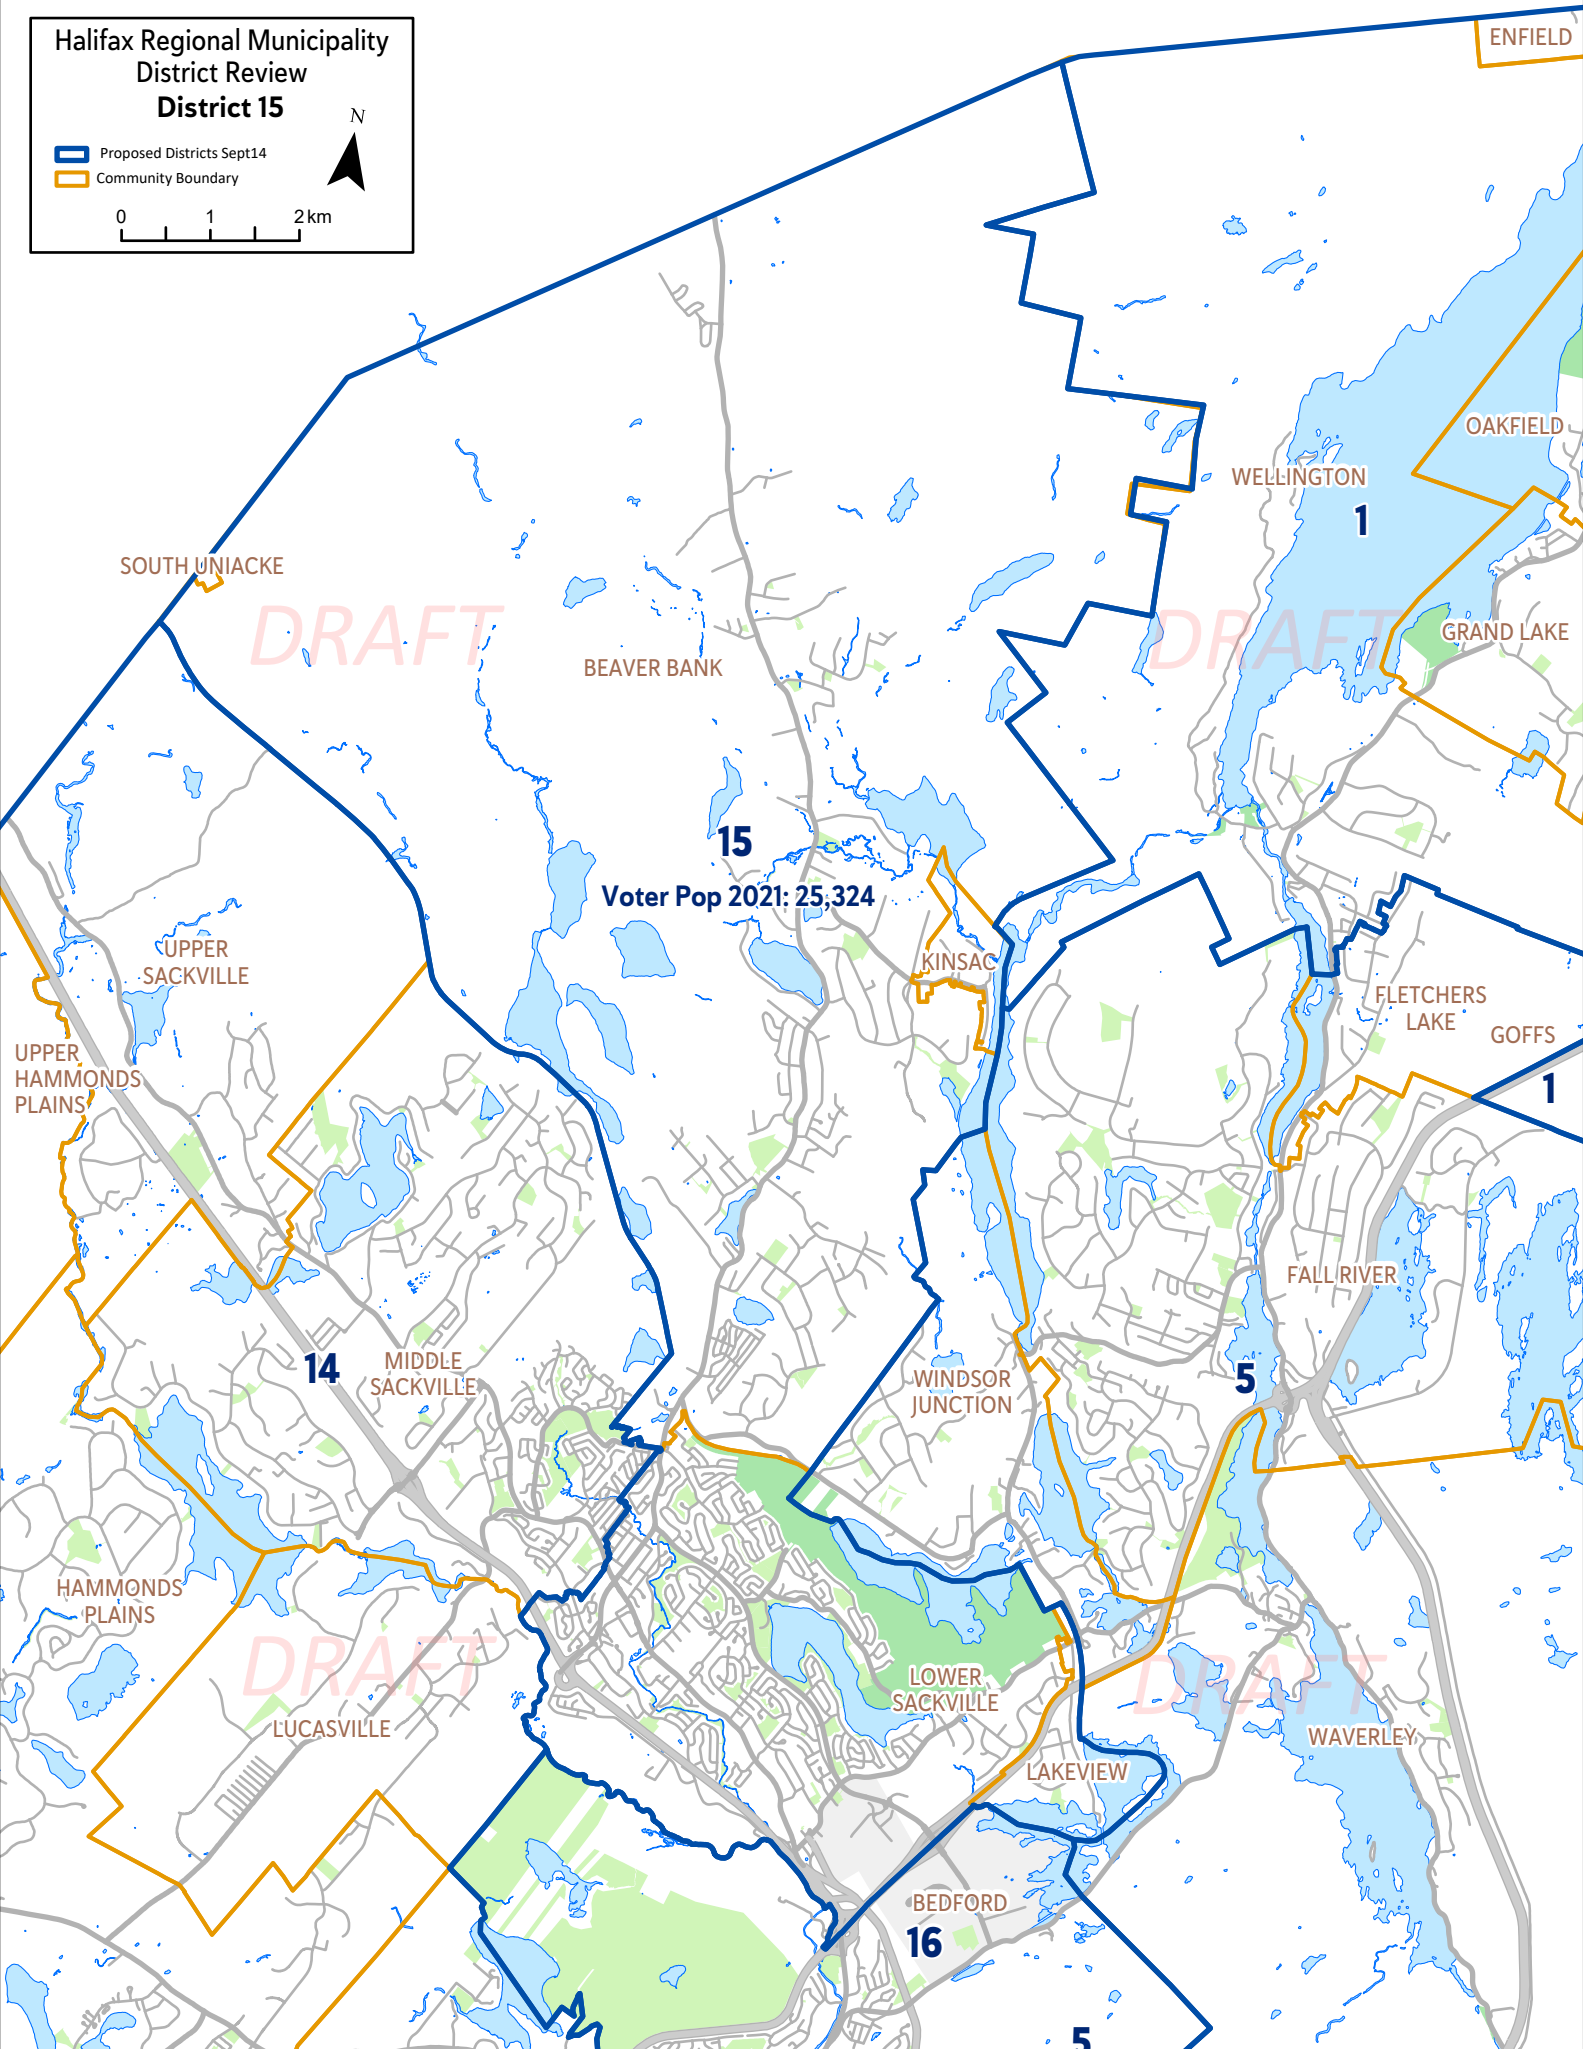 Halifax Regional Municipality
District Review
District 15
N
Proposed Districts Sept14
Community Boundary
0 1 2 km
ENFIELD
OAKFIELD
WELLINGTON
1
SOUTH UNIACKE
DRAFT
DRAFT
GRAND LAKE
BEAVER BANK
15
Voter Pop 2021: 25,324
UPPER
SACKVILLE
KINSAC
FLETCHERS
LAKE
GOFFS
UPPER
HAMMONDS
PLAINS
1
FALL RIVER
14
MIDDLE
SACKVILLE
WINDSOR
JUNCTION
5
HAMMONDS
PLAINS
DRAFT
DRAFT
LOWER
SACKVILLE
LUCASVILLE
WAVERLEY
LAKEVIEW
BEDFORD
16
5